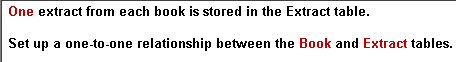 One extract from each book is stored in the Extract table.
Set up a one-to-one relationship between the Book and Extract tables.